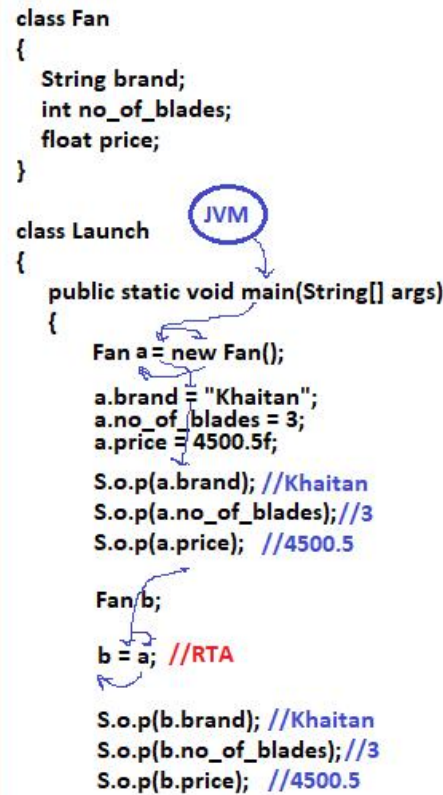 class Fan
{
String brand;
int no_of_blades;
float price;
}
JVM
class Launch
{
public static void main(String[] args)
{
Fan a = new Fan();
a.brand = "Khaitan";
a.no_of_blades = 3;
a.price = 4500.5f;
S.o.p(a.brand); //Khaitan
S.o.p(a.no_of_blades);//3
S.o.p(a.price); //4500.5
Fan b;
b = a; //RTA
S.o.p(b.brand); //Khaitan
S.o.p(b.no_of_blades);//3
S.o.p(b.price); //4500.5